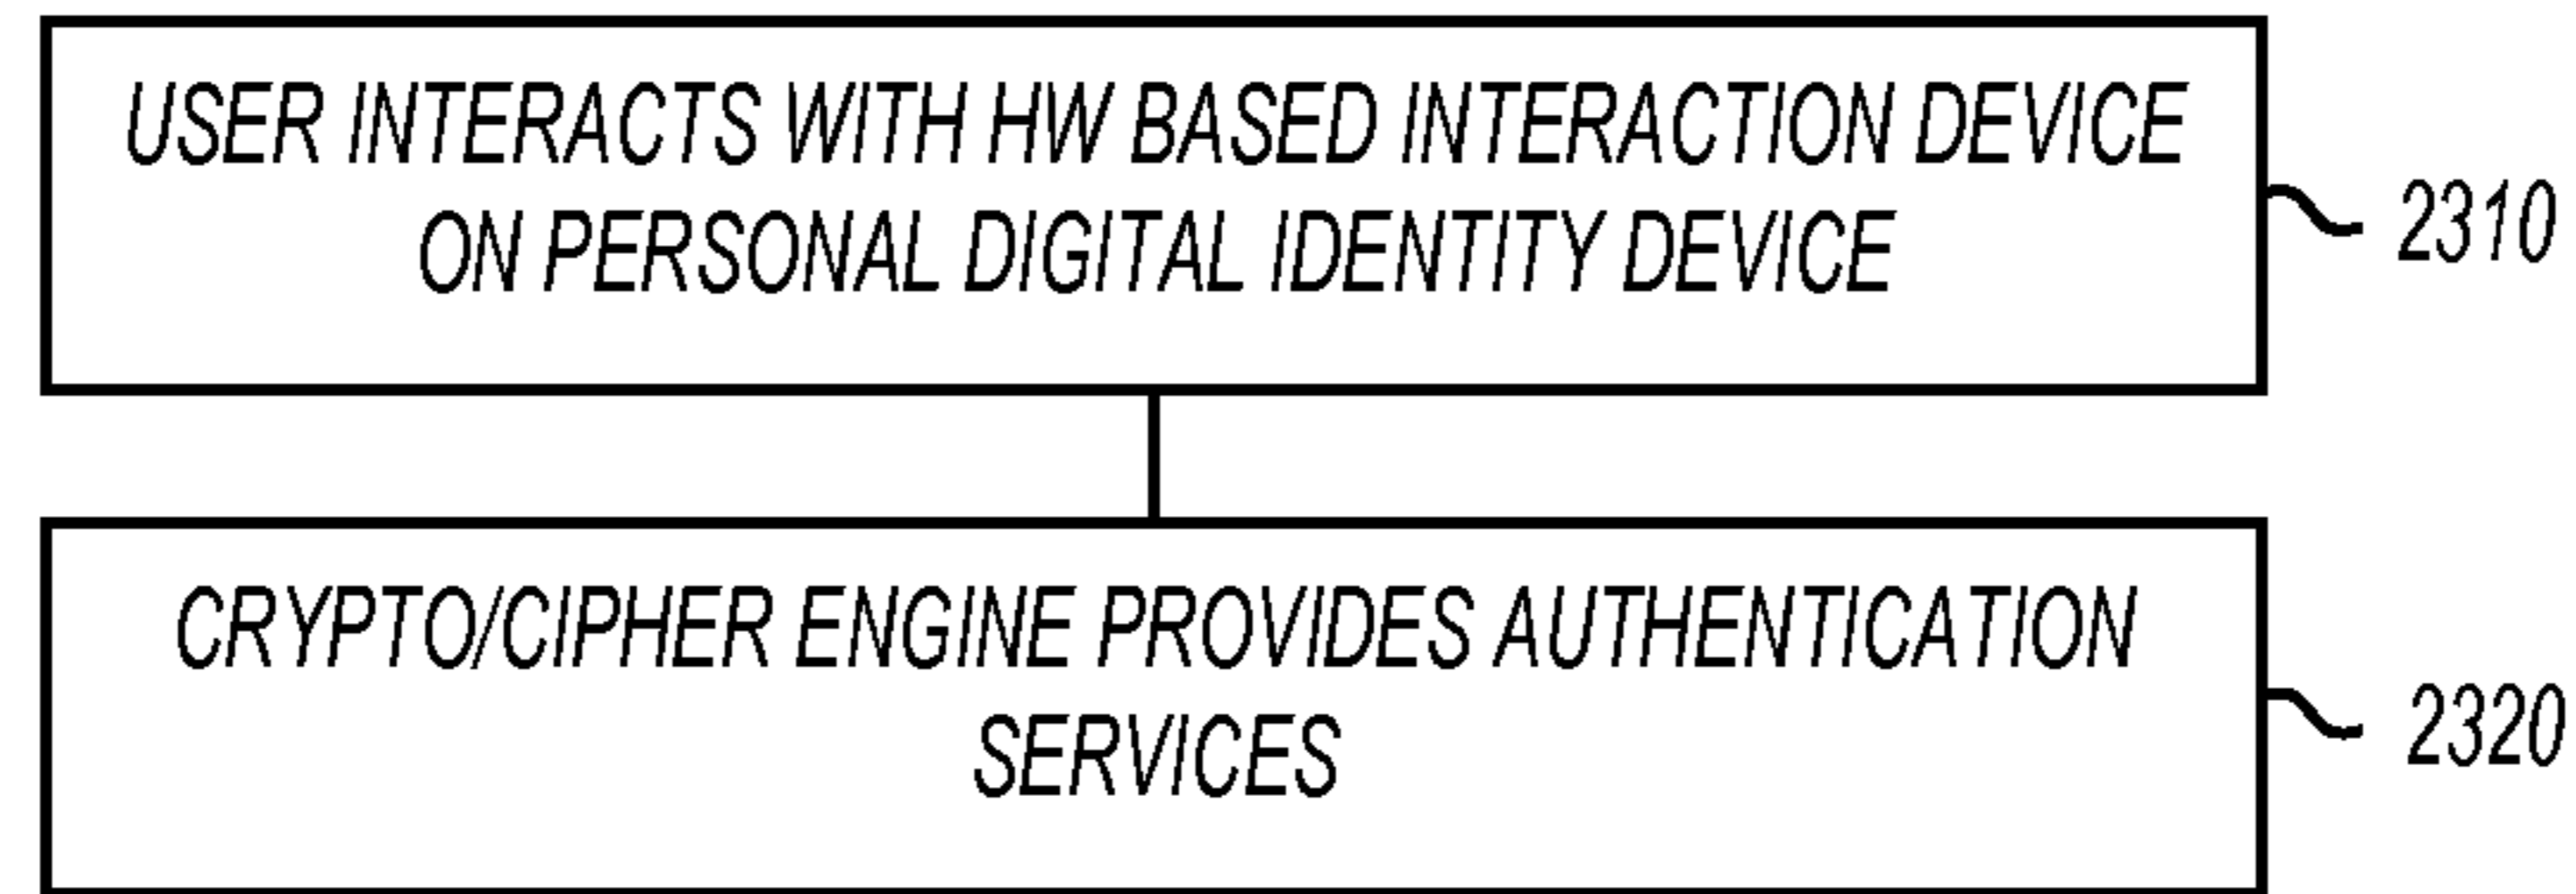 USER INTERACTS WITH HW BASED INTERACTION DEVICE
ON PERSONAL DIGITAL IDENTITY DEVICE
2310
CRYPTO/CIPHER ENGINE PROVIDES AUTHENTICATION
SERVICES
2320